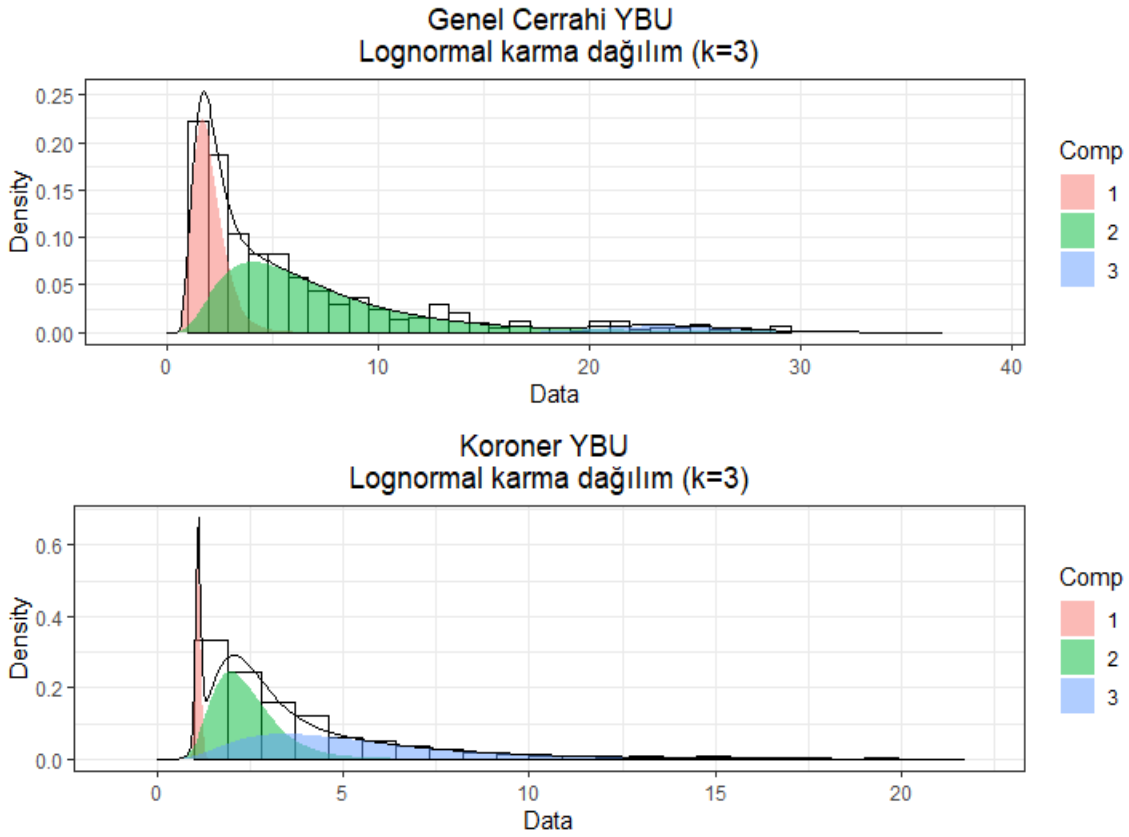 Genel Cerrahi YBU
Lognormal karma dağılım (k=3)
0.25
0.20
0.15
0.10
0.05
0.00
Density
0 10 20 30 40
Data
Comp
1
2
3
Koroner YBU
Lognormal karma dağılım (k=3)
0.6
0.4
0.2
0.0
Density
0 5 10 15 20
Data
Comp
1
2
3